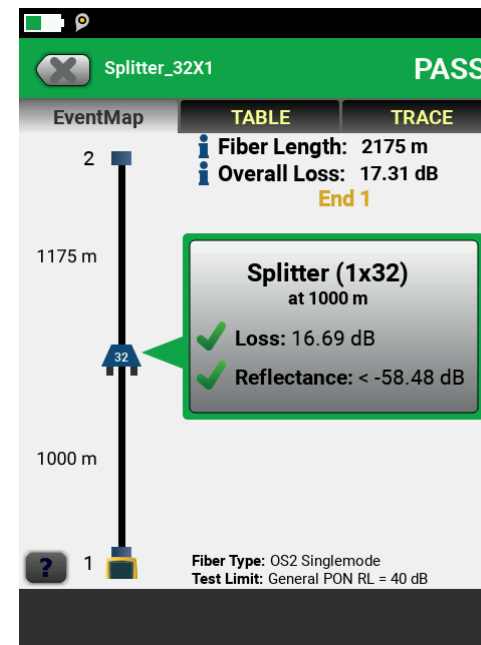 Splitter_32X1
PASS
EventMap
TABLE
TRACE
Fiber Length: 2175 m
Overall Loss: 17.31 dB
End 1
2
1175 m
Splitter (1x32)
at 1000 m
Loss: 16.69 dB
Reflectance: < -58.48 dB
32
1000 m
1
?
Fiber Type: OS2 Singlemode
Test Limit: General PON RL = 40 dB